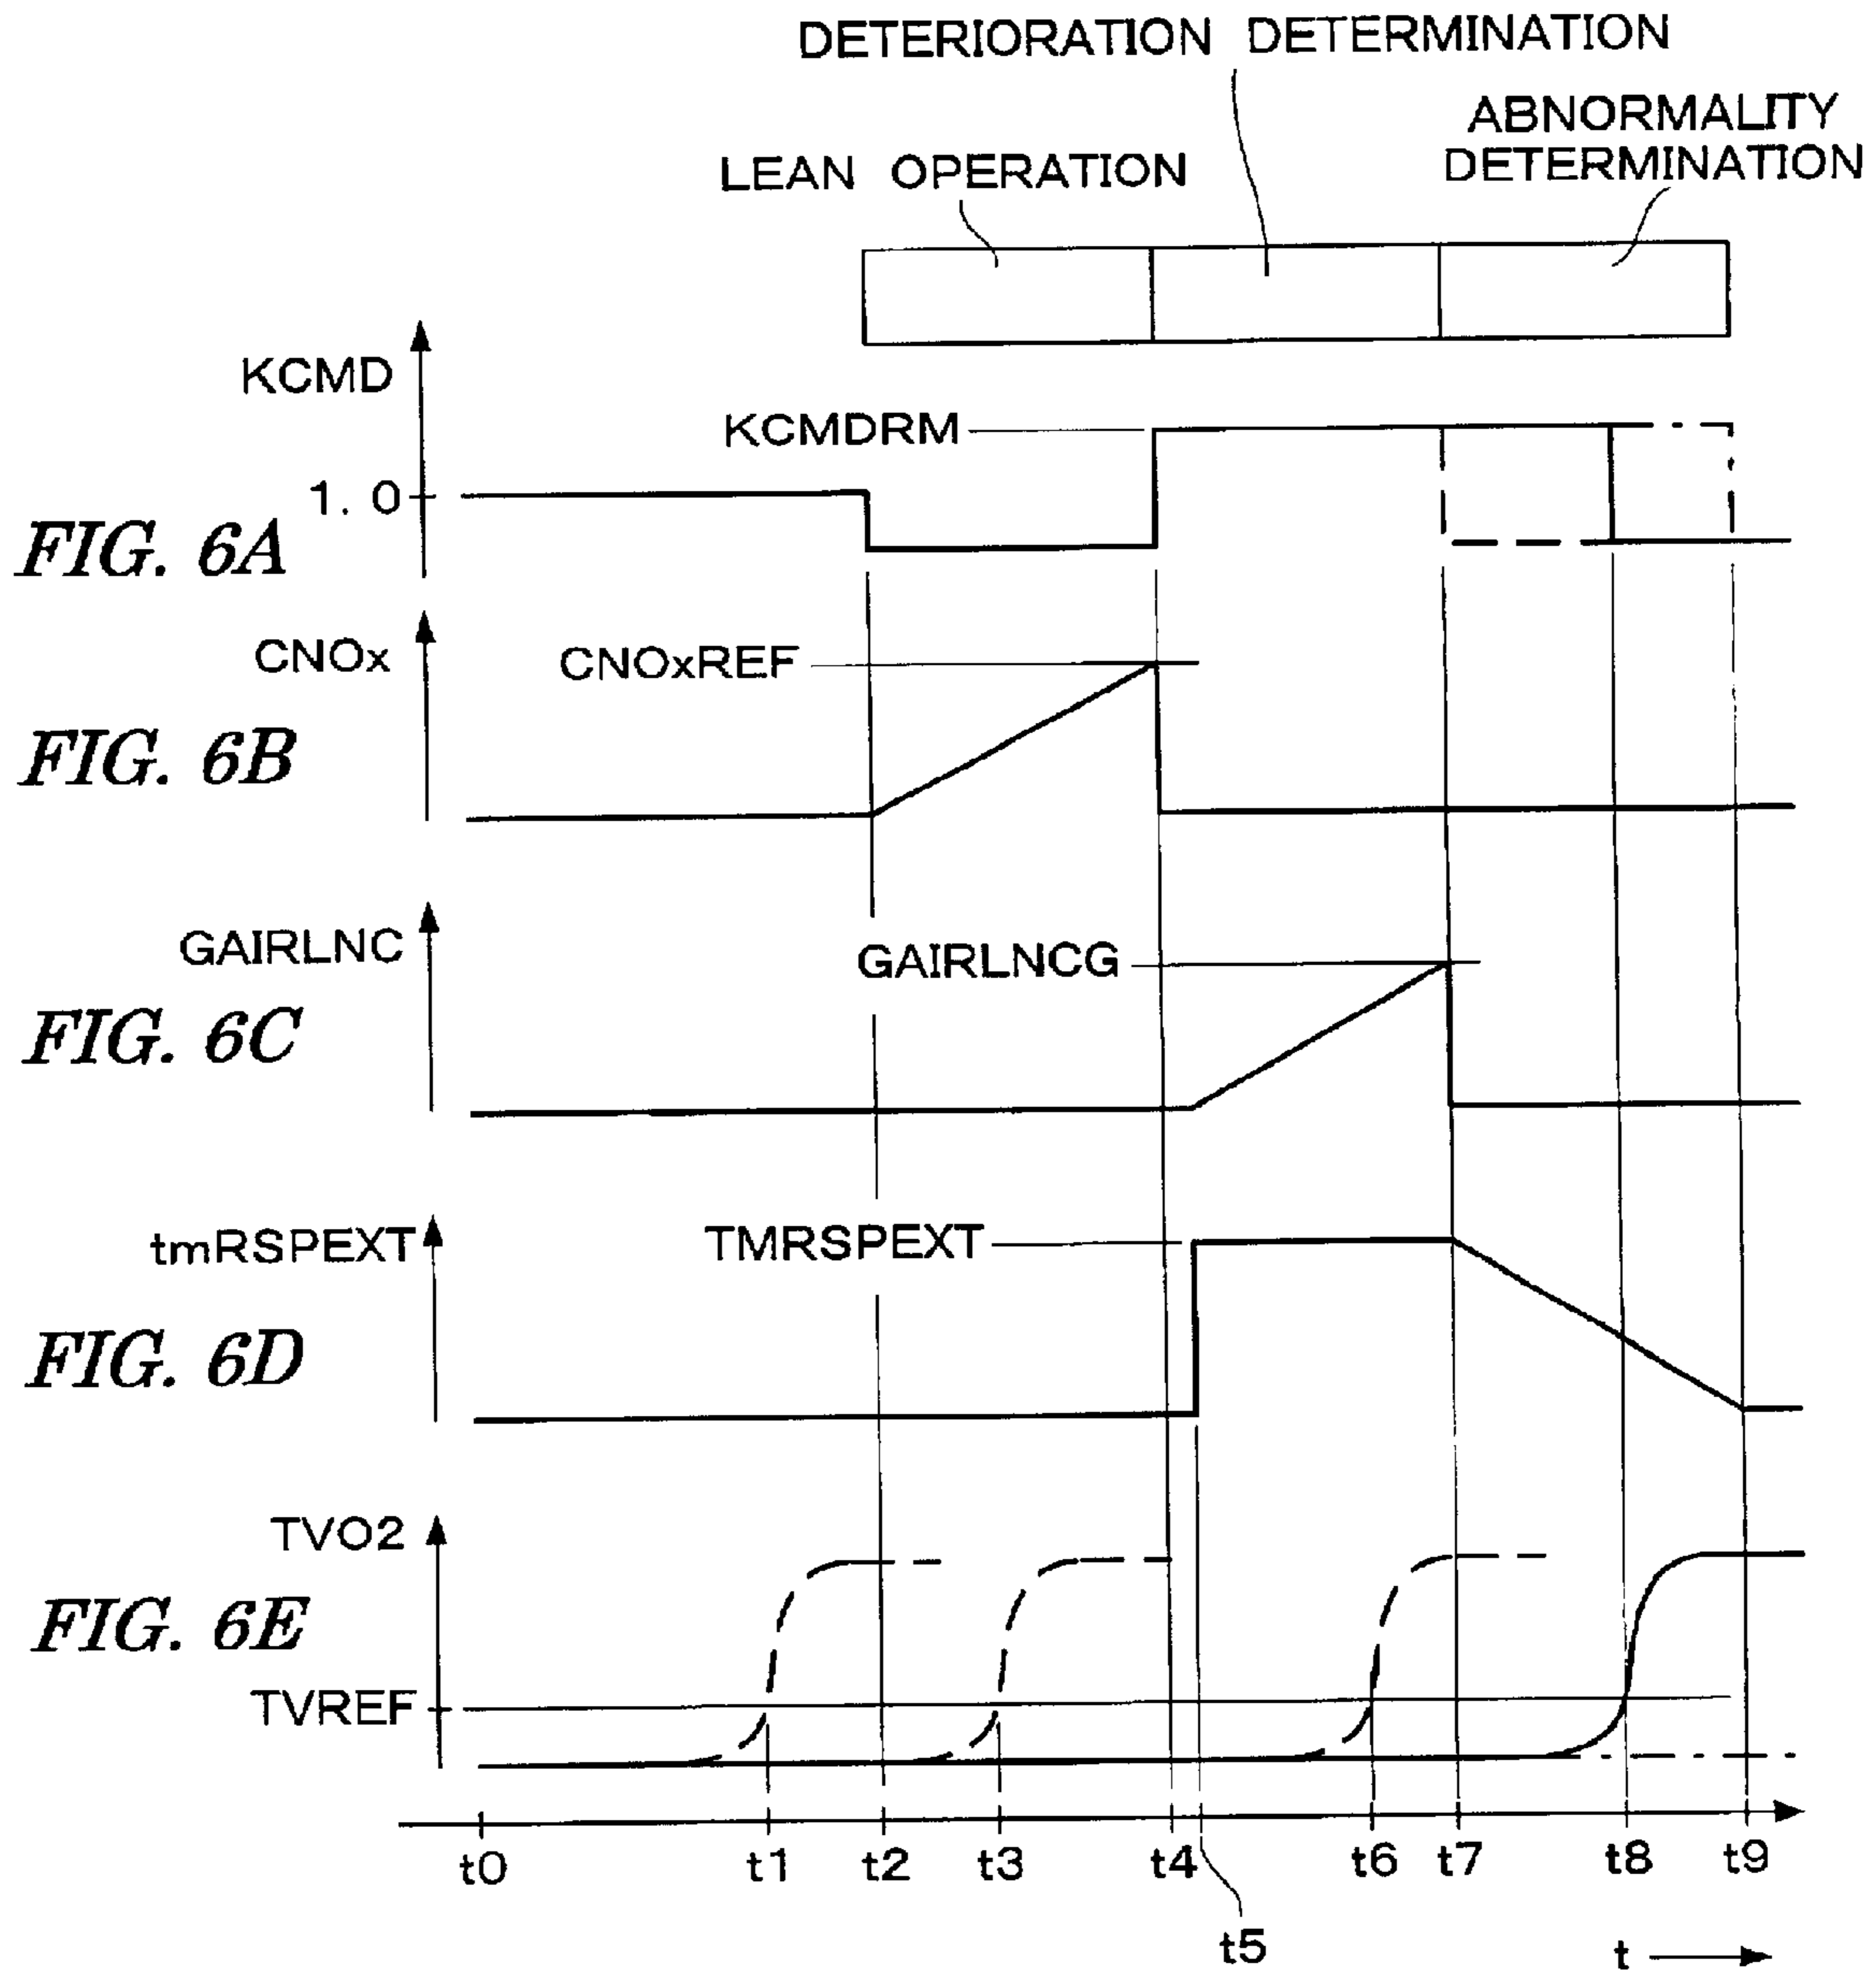 DETERIORATION DETERMINATION
ABNORMALITY
DETERMINATION
LEAN OPERATION
KCMD
KCMDRM
1. 0
FIG. 6A
CNOx
CNOxREF
FIG. 6B
GAIRLNC
GAIRLNCG
FIG. 6C
tmRSPEXT
TMRSPEXT
FIG. 6D
TVO2
FIG. 6E
TVREF
t0 t1 t2 t3 t4 t6 t7 t8 t9
t5
t